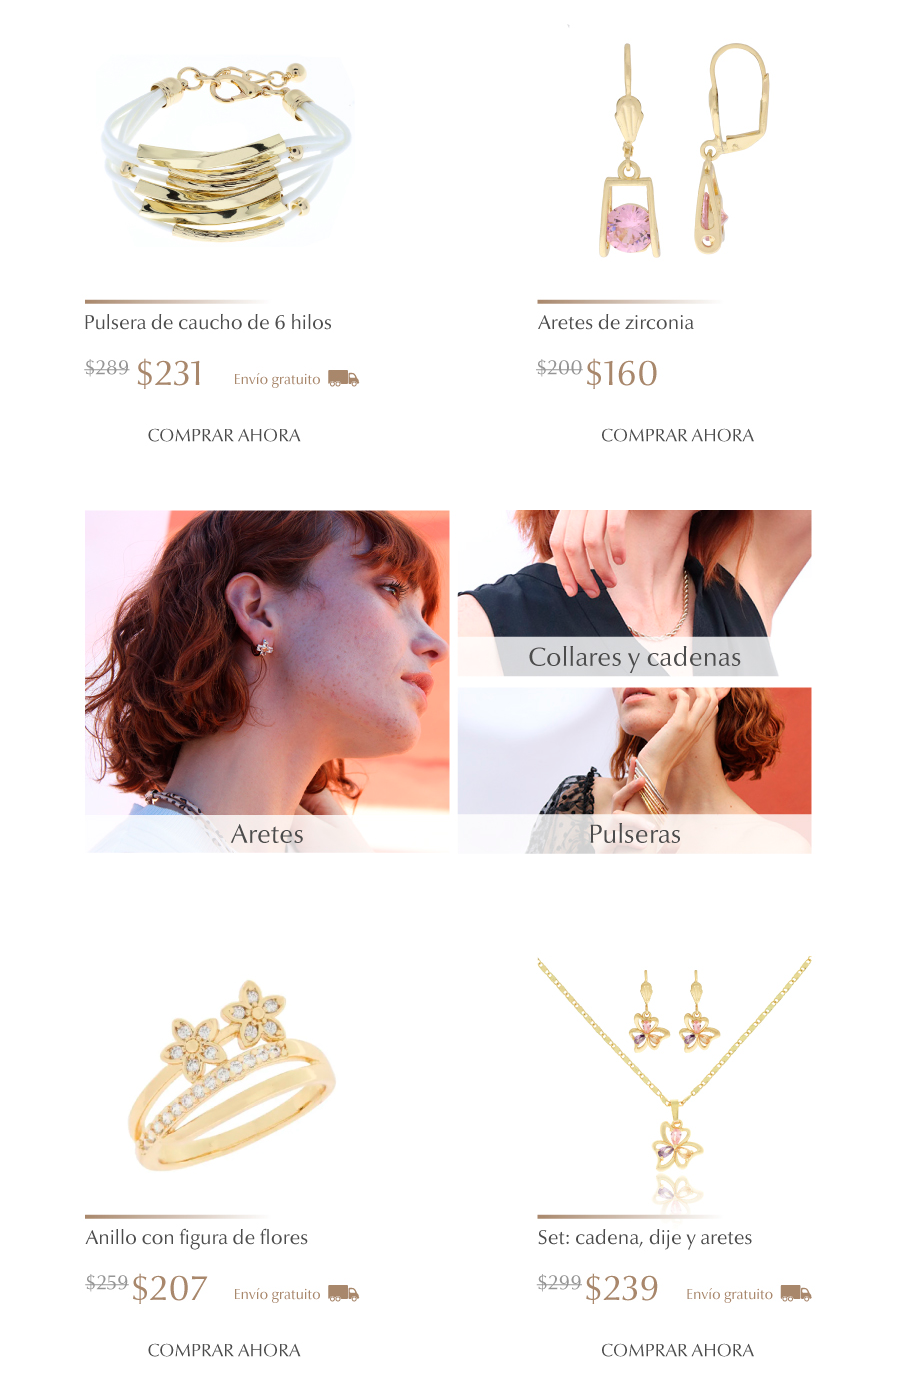 Pulsera de caucho de 6 hilos
$289 $231 Envío gratuito
COMPRAR AHORA
Aretes de zirconia
$200 $160
COMPRAR AHORA
Aretes
Collares y cadenas
Pulseras
Anillo con figura de flores
$259 $207 Envío gratuito
COMPRAR AHORA
Set: cadena, dije y aretes
$299 $239 Envío gratuito
COMPRAR AHORA